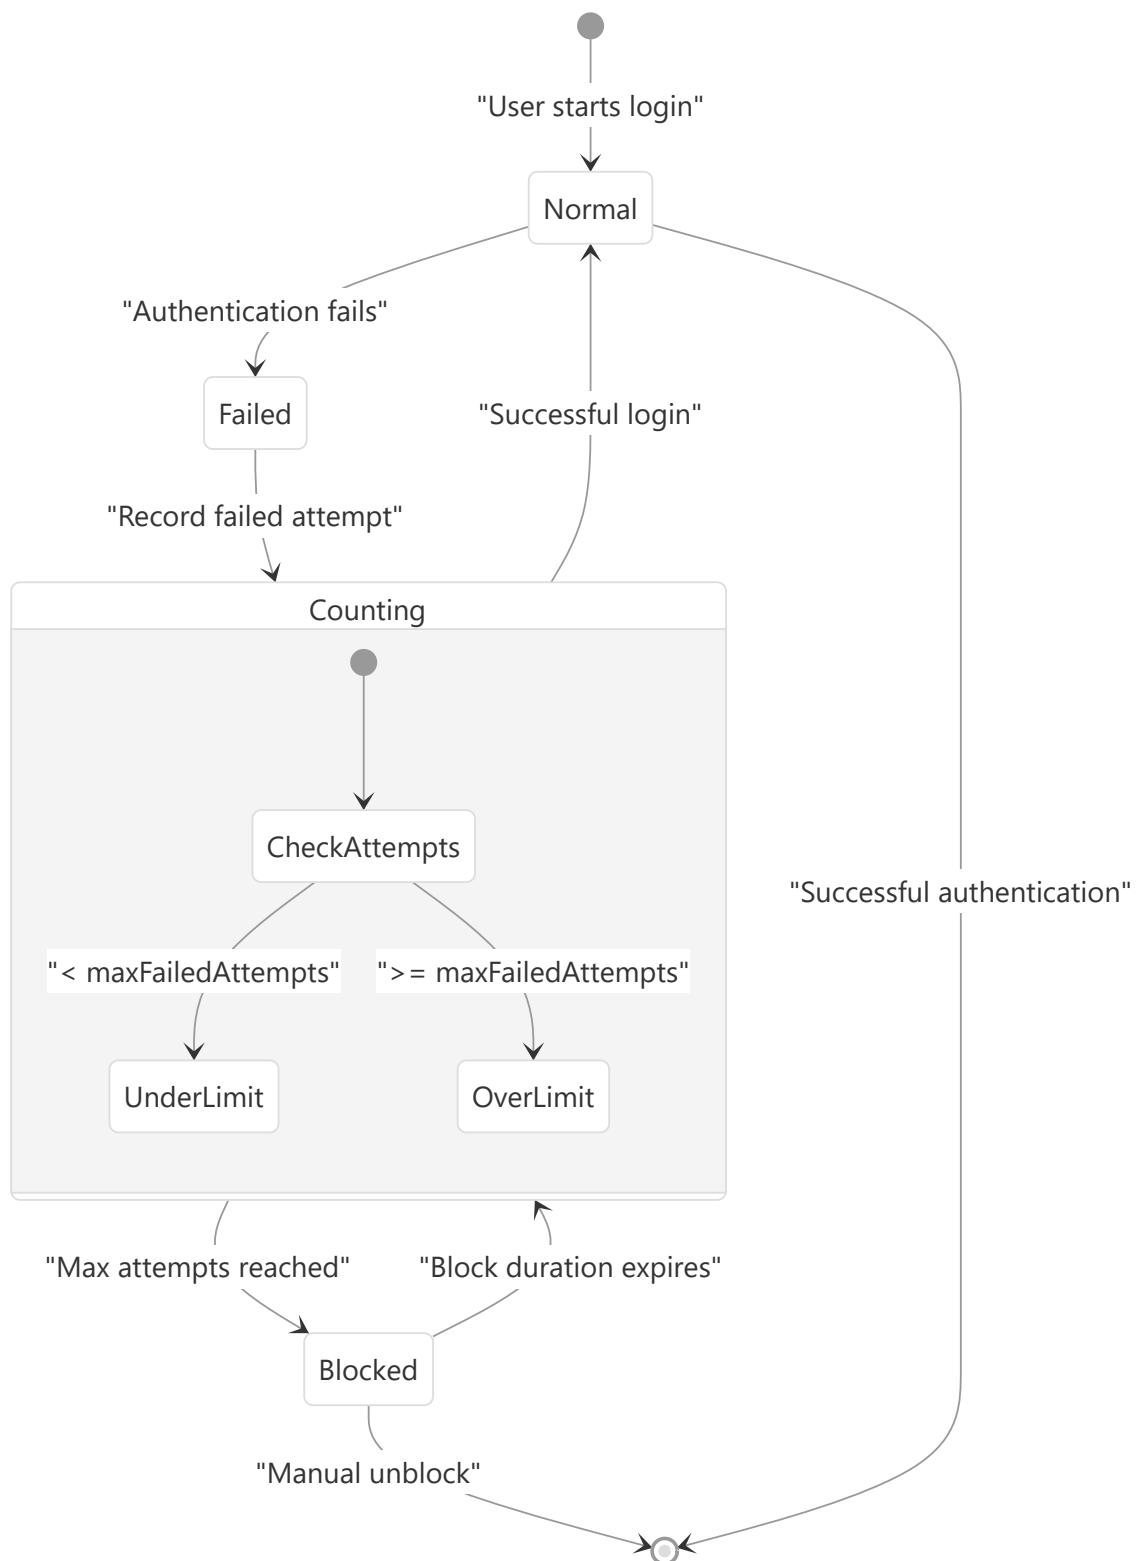 "User starts login"
Normal
"Authentication fails"
Failed
"Successful login"
"Record failed attempt"
Counting
CheckAttempts
"Successful authentication"
"< maxFailedAttempts"
">= maxFailedAttempts"
UnderLimit
OverLimit
"Max attempts reached"
"Block duration expires"
Blocked
"Manual unblock"